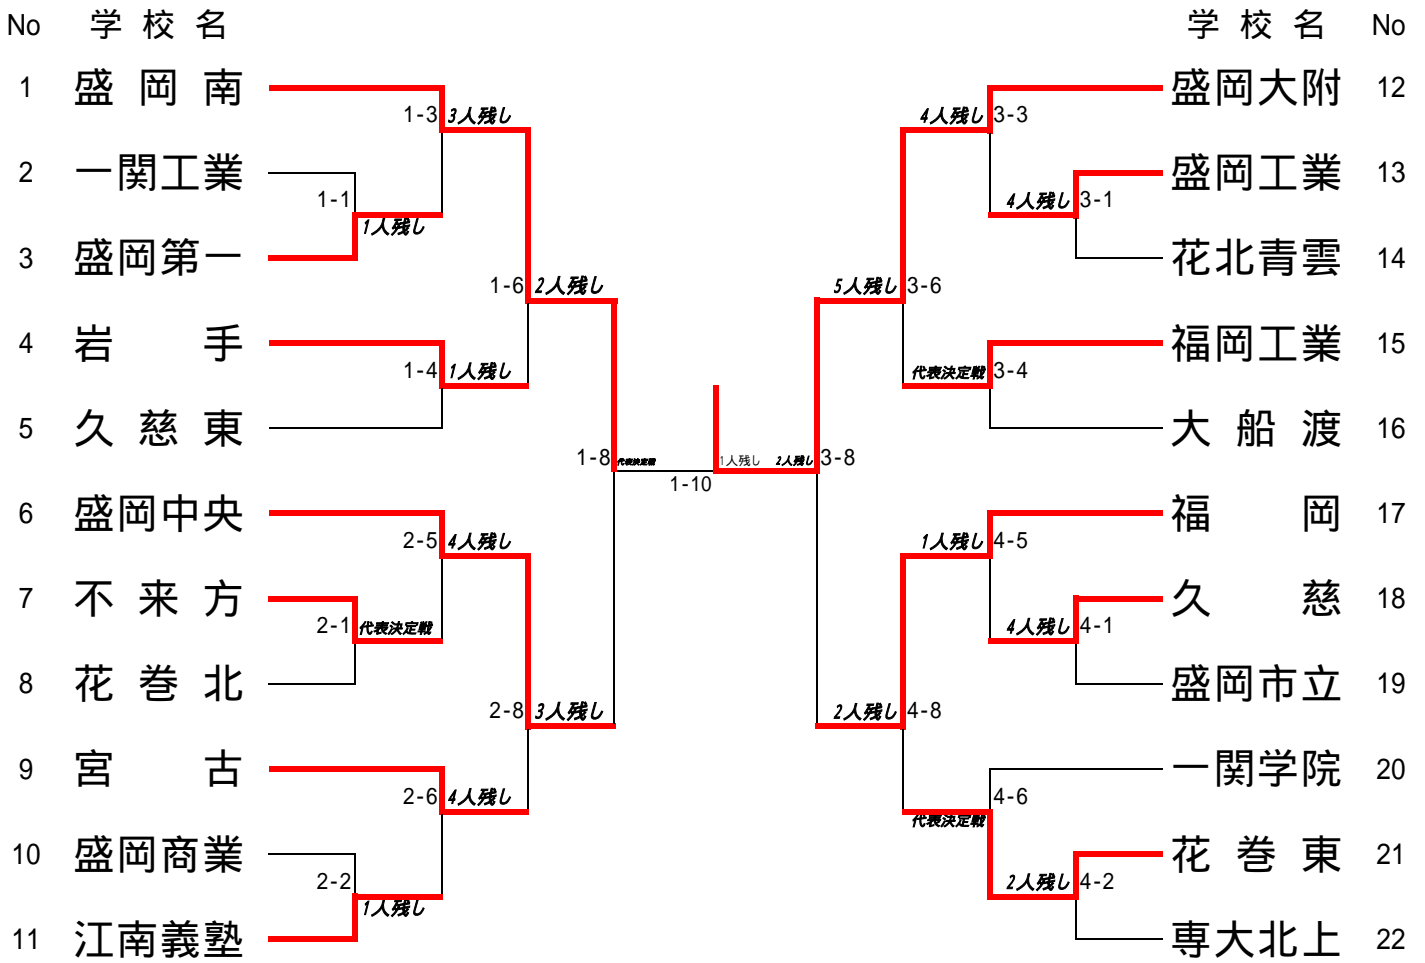 No 学校名 学校名 No
1 盛岡南 盛岡大附 12
1-3 3人残し 4人残し 3-3
2 一関工業 盛岡工業 13
1-1 1人残し 4人残し 3-1
3 盛岡第一 花北青雲 14
1-6 2人残し 5人残し 3-6
4 岩手 福岡工業 15
1-4 1人残し 代表決定戦 3-4
5 久慈東 大船渡 16
1-8 代表決定戦 1人残し 2人残し 3-8
1-10
6 盛岡中央 福岡 17
2-5 4人残し 1人残し 4-5
7 不来方 久慈 18
2-1 代表決定戦 4人残し 4-1
8 花巻北 盛岡市立 19
2-8 3人残し 2人残し 4-8
9 宮古 一関学院 20
2-6 4人残し 代表決定戦 4-6
10 盛岡商業 花巻東 21
2-2 1人残し 2人残し 4-2
11 江南義塾 専大北上 22